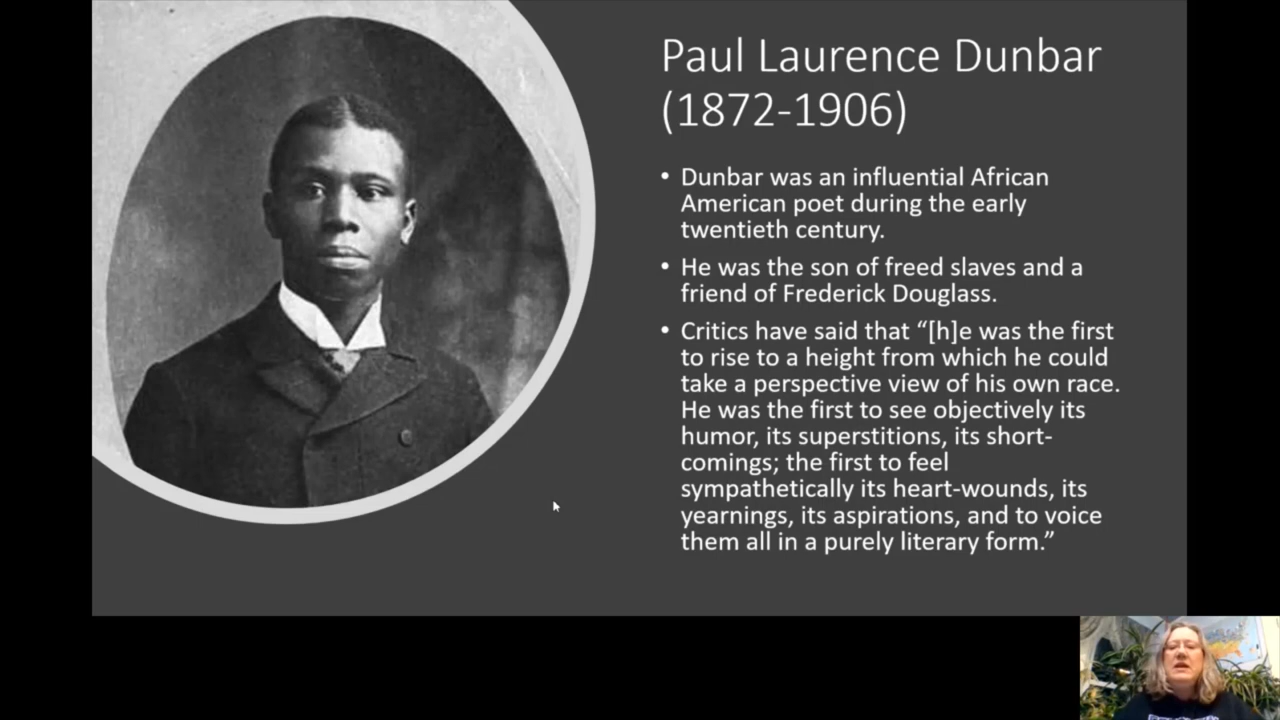 Paul Laurence Dunbar
(1872-1906)
• Dunbar was an influential African
American poet during the early
twentieth century.
• He was the son of freed slaves and a
friend of Frederick Douglass.
• Critics have said that “[h]e was the first
to rise to a height from which he could
take a perspective view of his own race.
He was the first to see objectively its
humor, its superstitions, its short-
comings; the first to feel
sympathetically its heart-wounds, its
yearnings, its aspirations, and to voice
them all in a purely literary form.”